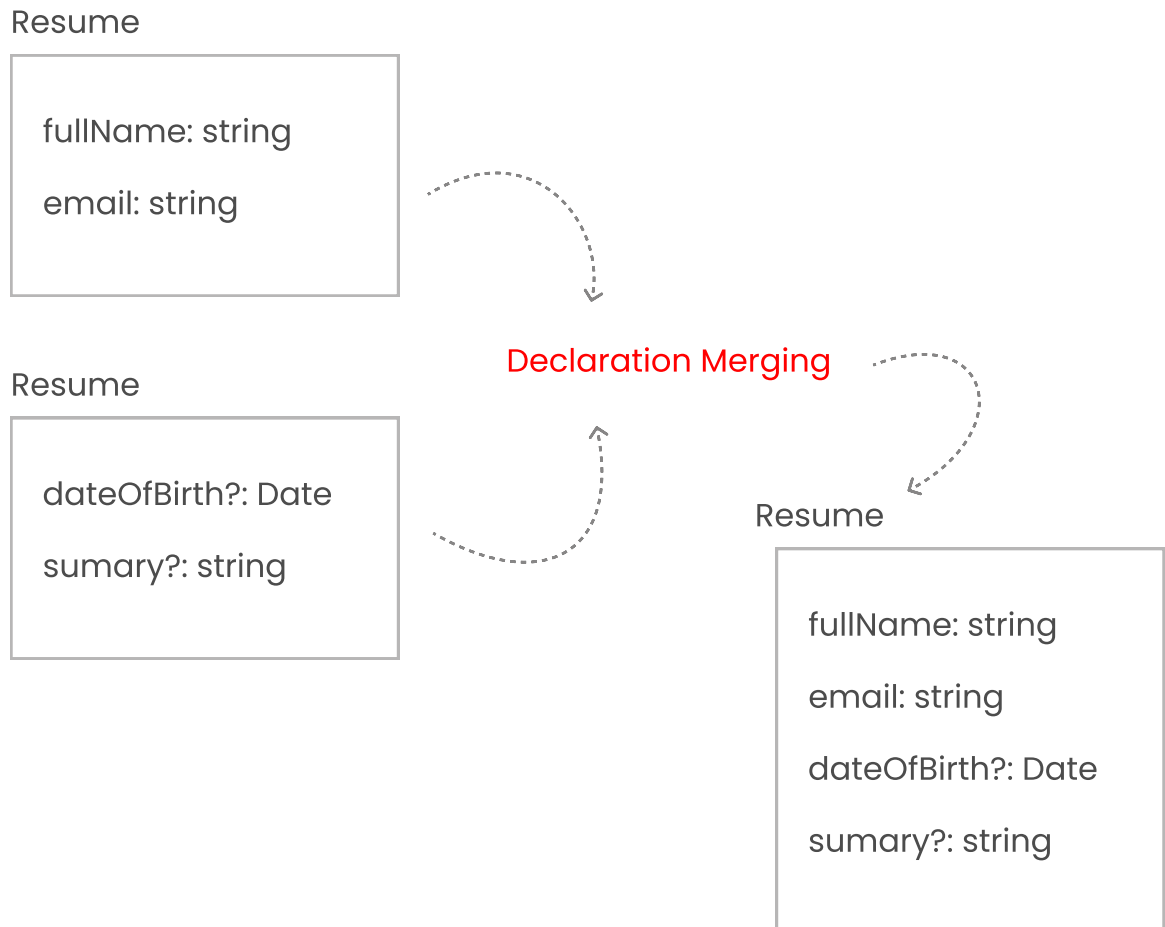 Resume
fullName: string
email: string
Resume
dateOfBirth?: Date
sumary?: string
Declaration Merging
Resume
fullName: string
email: string
dateOfBirth?: Date
sumary?: string